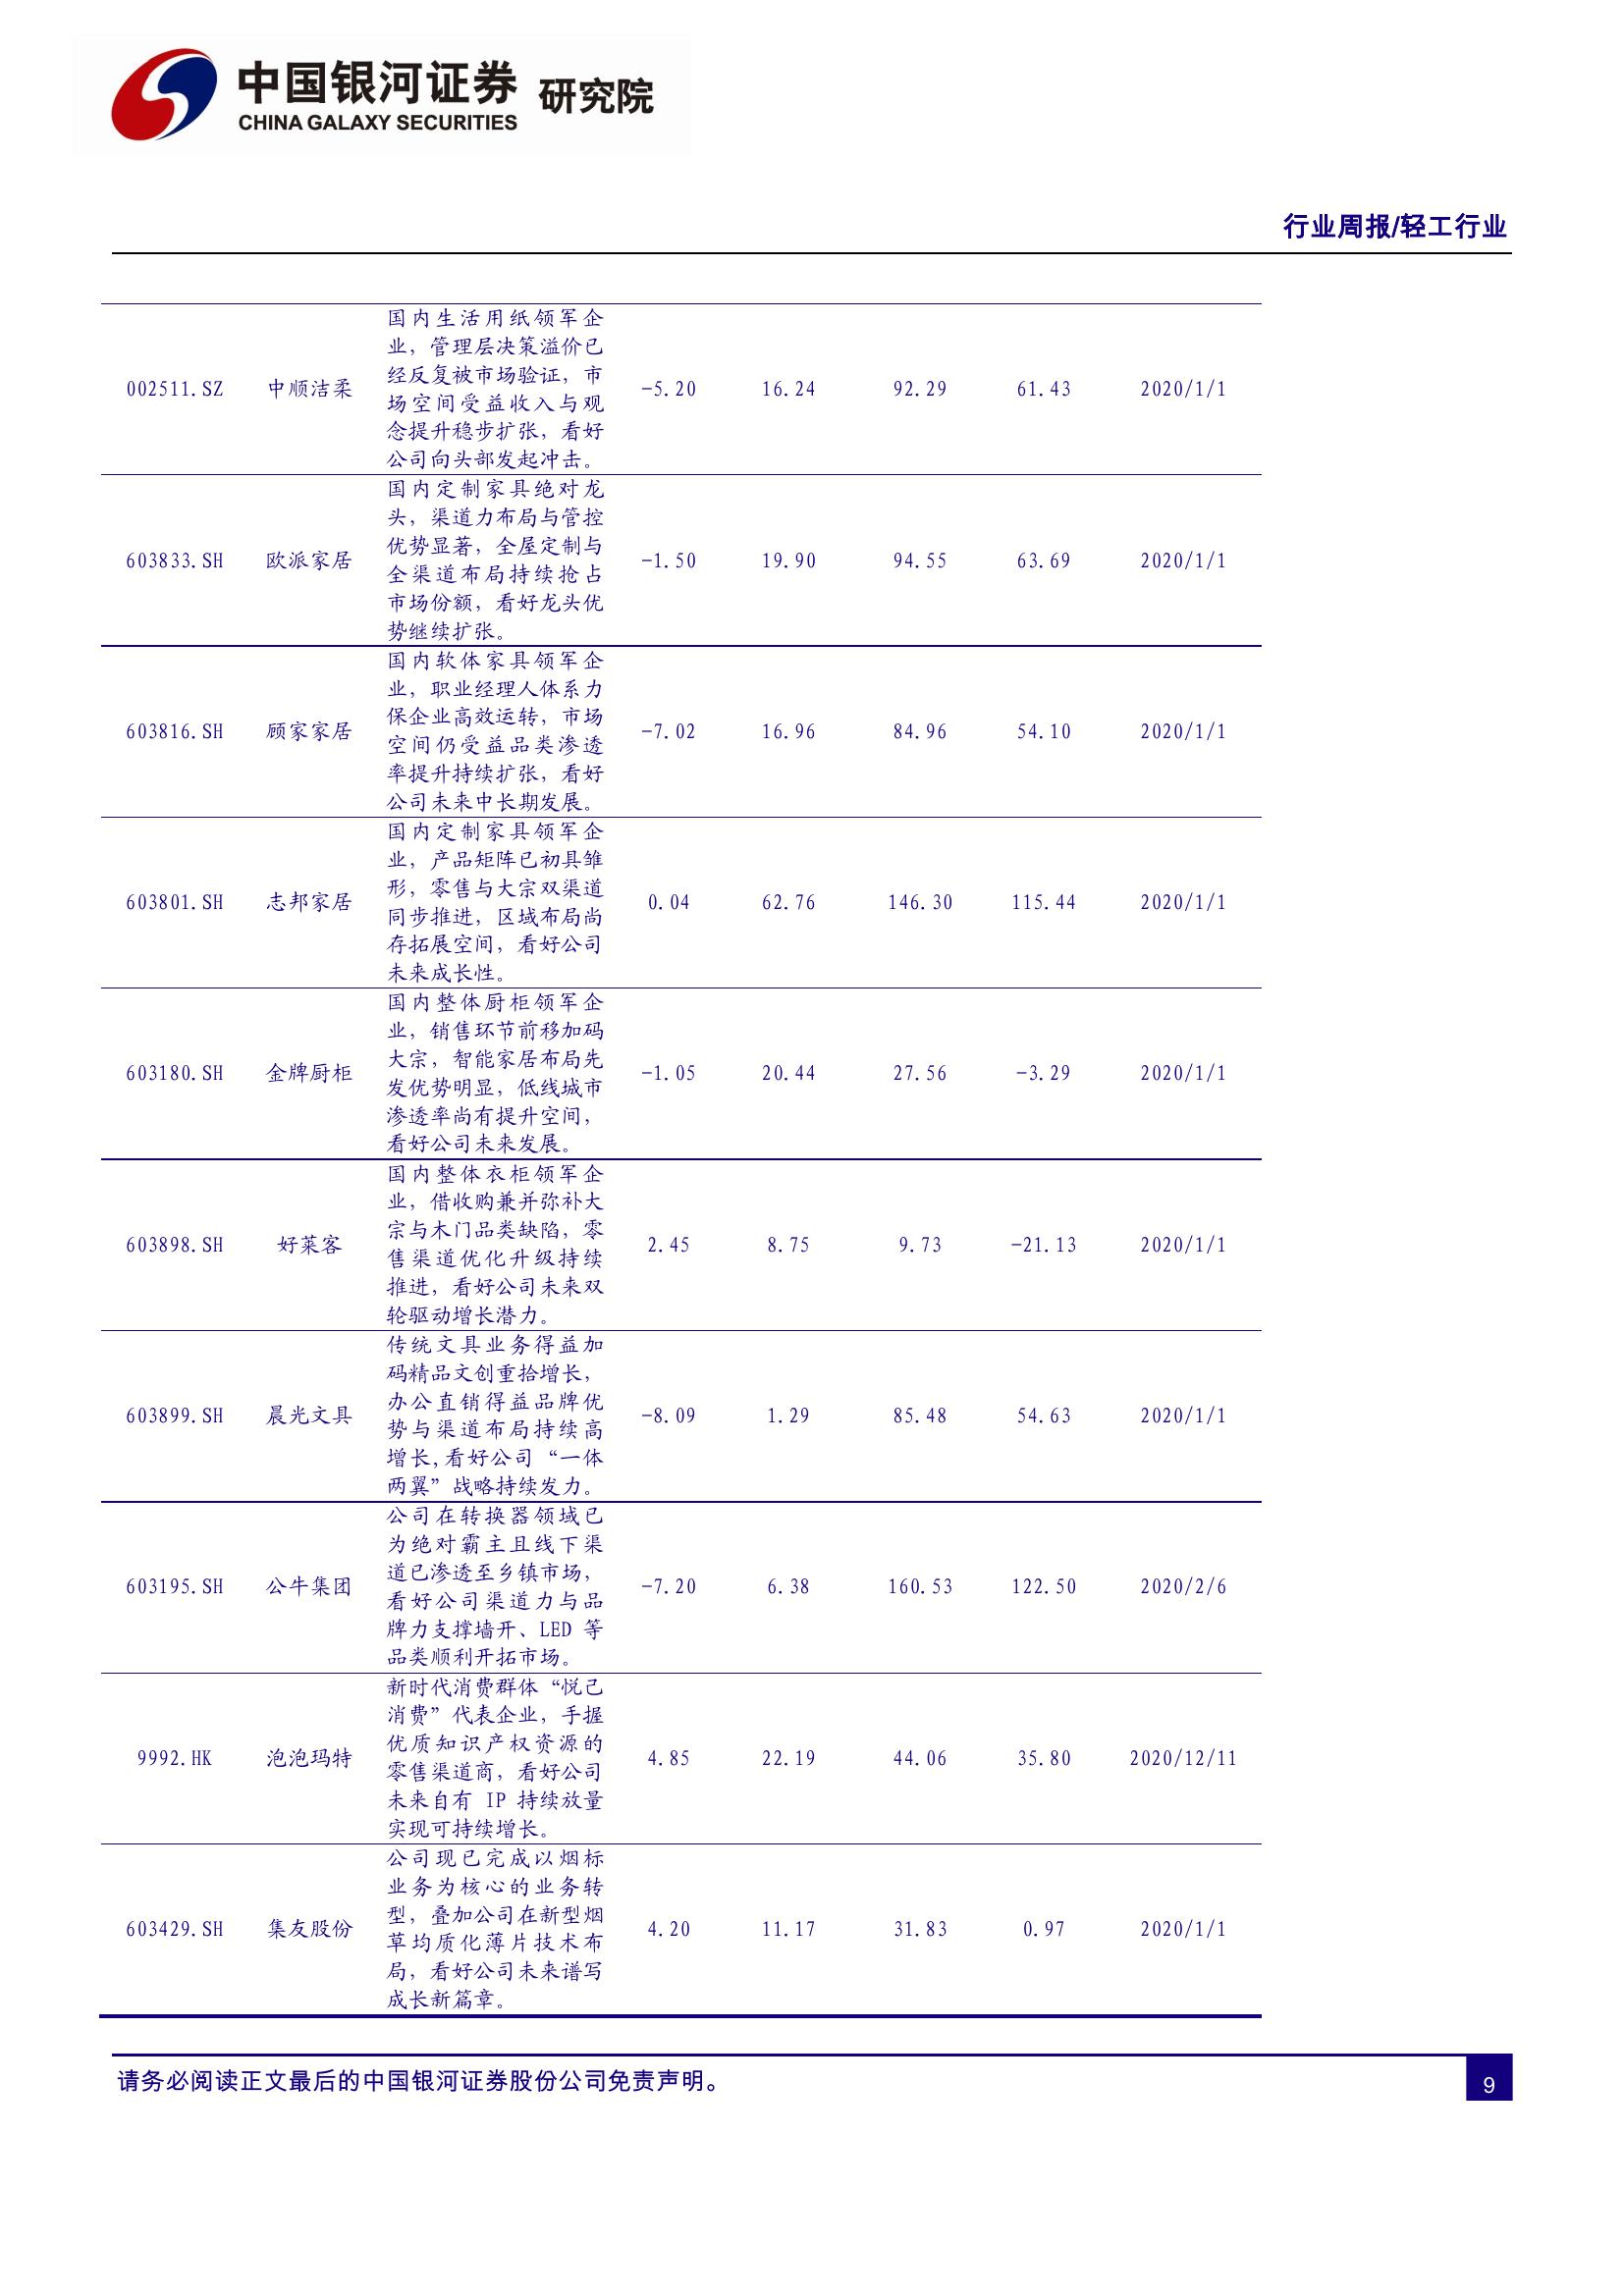 中国银河证券 研究院
CHINA GALAXY SECURITIES
行业周报/轻工行业
国内生活用纸领军企
业，管理层决策溢价已
经反复被市场验证，市
002511.SZ 中顺洁柔 -5.20 16.24 92.29 61.43 2020/1/1
场空间受益收入与观
念提升稳步扩张，看好
公司向头部发起冲击。
国内定制家具绝对龙
头，渠道力布局与管控
优势显著，全屋定制与
603833.SH 欧派家居 -1.50 19.90 94.55 63.69 2020/1/1
全渠道布局持续抢占
市场份额，看好龙头优
势继续扩张。
国内软体家具领军企
业，职业经理人体系力
保企业高效运转，市场
603816.SH 顾家家居 -7.02 16.96 84.96 54.10 2020/1/1
空间仍受益品类渗透
率提升持续扩张，看好
公司未来中长期发展。
国内定制家具领军企
业，产品矩阵已初具雏
形，零售与大宗双渠道
603801.SH 志邦家居 0.04 62.76 146.30 115.44 2020/1/1
同步推进，区域布局尚
存拓展空间，看好公司
未来成长性。
国内整体厨柜领军企
业，销售环节前移加码
大宗，智能家居布局先
603180.SH 金牌厨柜 -1.05 20.44 27.56 -3.29 2020/1/1
发优势明显，低线城市
渗透率尚有提升空间，
看好公司未来发展。
国内整体衣柜领军企
业，借收购兼并弥补大
宗与木门品类缺陷，零
603898.SH 好莱客 2.45 8.75 9.73 -21.13 2020/1/1
售渠道优化升级持续
推进，看好公司未来双
轮驱动增长潜力。
传统文具业务得益加
码精品文创重拾增长，
办公直销得益品牌优
603899.SH 晨光文具 -8.09 1.29 85.48 54.63 2020/1/1
势与渠道布局持续高
增长,看好公司“一体
两翼”战略持续发力。
公司在转换器领域已
为绝对霸主且线下渠
道已渗透至乡镇市场，
603195.SH 公牛集团 -7.20 6.38 160.53 122.50 2020/2/6
看好公司渠道力与品
牌力支撑墙开、LED 等
品类顺利开拓市场。
新时代消费群体“悦己
消费”代表企业，手握
优质知识产权资源的
9992.HK 泡泡玛特 4.85 22.19 44.06 35.80 2020/12/11
零售渠道商，看好公司
未来自有 IP 持续放量
实现可持续增长。
公司现已完成以烟标
业务为核心的业务转
型，叠加公司在新型烟
603429.SH 集友股份 4.20 11.17 31.83 0.97 2020/1/1
草均质化薄片技术布
局，看好公司未来谱写
成长新篇章。
请务必阅读正文最后的中国银河证券股份公司免责声明。
9